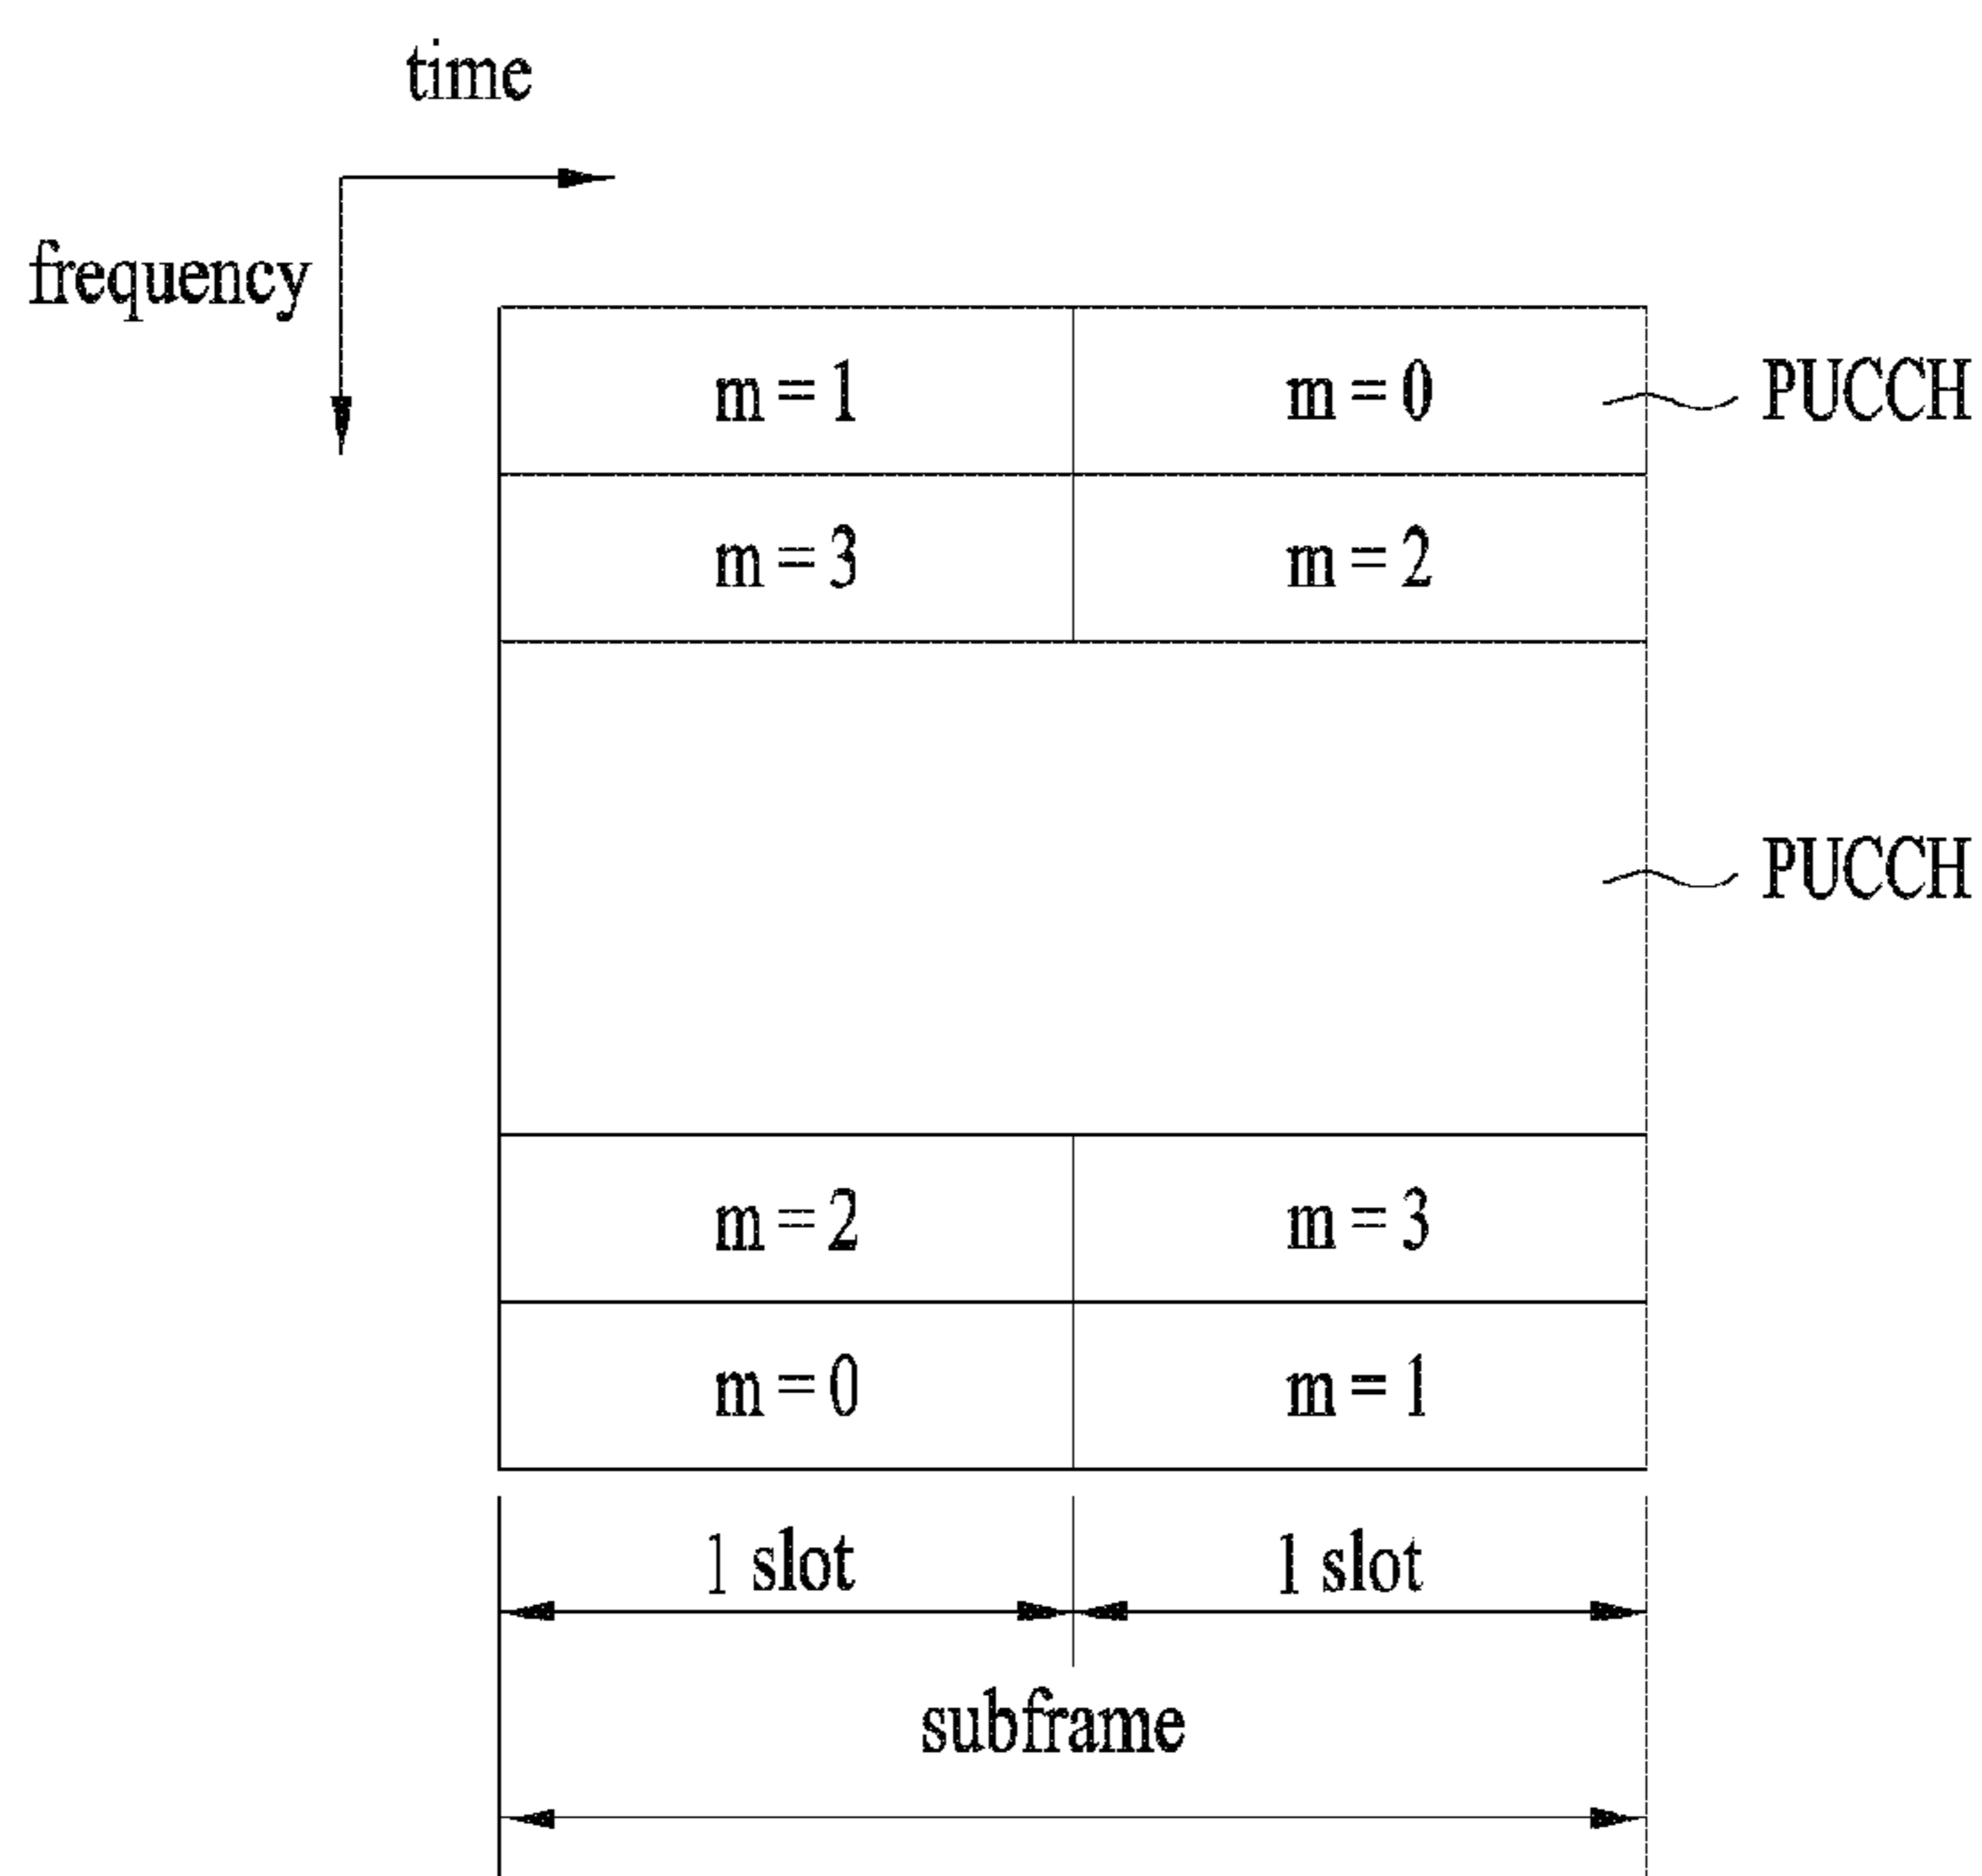 time
frequency
m = 1
m = 0
PUCCH
m = 3
m = 2
PUCCH
m = 2
m = 3
m = 0
m = 1
1 slot
1 slot
subframe